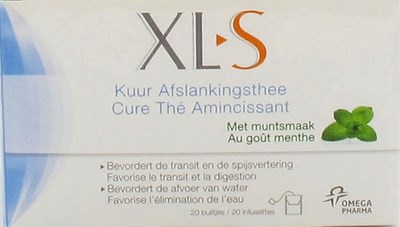 XLS
Kuur Afslankingsthee
Cure Thé Amincissant
Met muntsmaak
Au goût menthe
Bevordert de transit en de spijsvertering
Favorise le transit et la digestion
Bevordert de afvoer van water
Favorise l'élimination de l'eau
20 builtjes / 20 infusettes
OMEGA
PHARMA